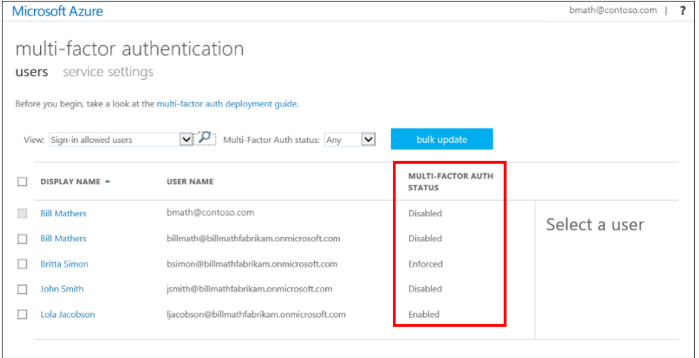 Microsoft Azure
bmath@contoso.com | ?
multi-factor authentication
users service settings
Before you begin, take a look at the multi-factor auth deployment guide.
View: Sign-in allowed users Multi-Factor Auth status: Any bulk update
DISPLAY NAME USER NAME MULTI-FACTOR AUTH STATUS
Bill Mathers bmath@contoso.com Disabled
Bill Mathers billmath@billmathfabrikam.onmicrosoft.com Disabled
Britta Simon bsimon@billmathfabrikam.onmicrosoft.com Enforced
John Smith jsmith@billmathfabrikam.onmicrosoft.com Disabled
Lola Jacobson ljacobson@billmathfabrikam.onmicrosoft.com Enabled
Select a user